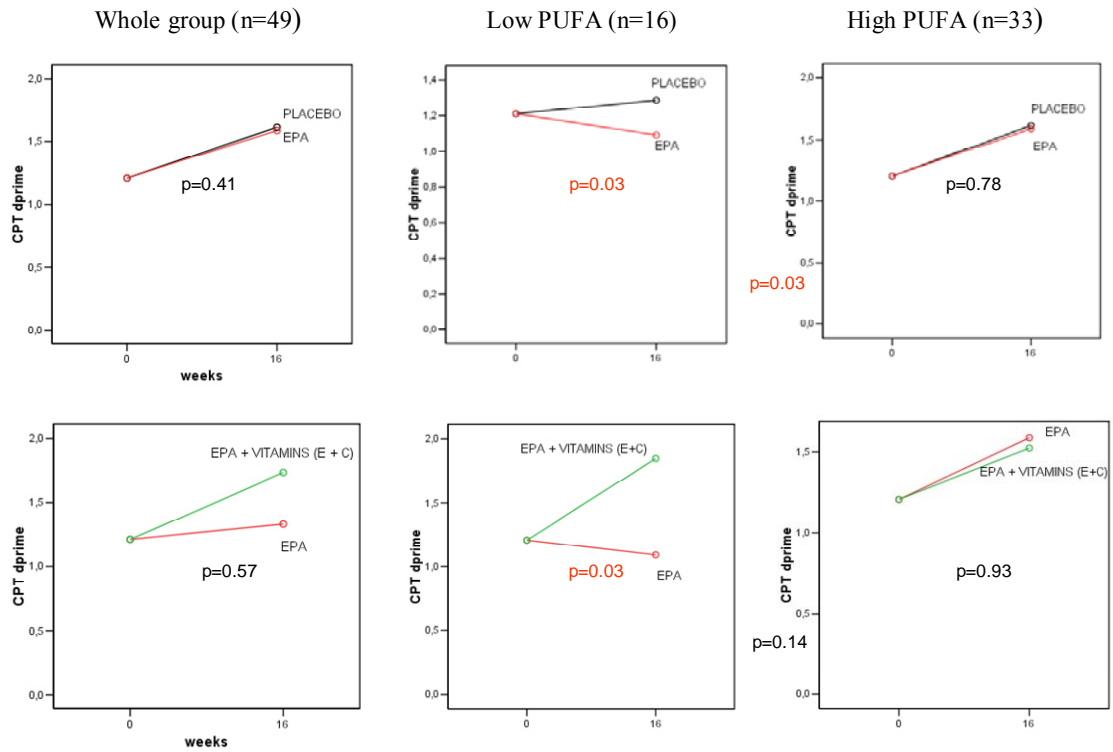 Whole group (n=49)
Low PUFA (n=16)
High PUFA (n=33)
2,0
1,5
1,0
0,5
0,0
CPT dprime
PLACEBO
EPA
p=0.41
0
16
weeks
1,4
1,2
1,0
0,8
0,6
0,4
0,2
0,0
CPT dprime
PLACEBO
EPA
p=0.03
0
16
p=0.03
2,0
1,5
1,0
0,5
0,0
CPT dprime
PLACEBO
EPA
p=0.78
0
16
2,0
1,5
1,0
0,5
0,0
CPT dprime
EPA + VITAMINS (E + C)
EPA
p=0.57
0
16
weeks
2,0
1,5
1,0
0,5
0,0
CPT dprime
EPA + VITAMINS (E+C)
p=0.03
EPA
0
16
p=0.14
1,5
1,0
0,5
0,0
CPT dprime
EPA
EPA + VITAMINS (E+C)
p=0.93
0
16